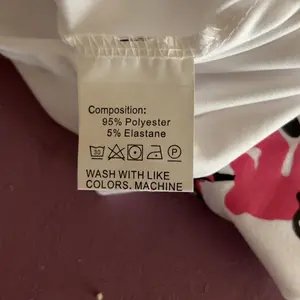 Composition:
95% Polyester
5% Elastane
WASH WITH LIKE
COLORS. MACHINE